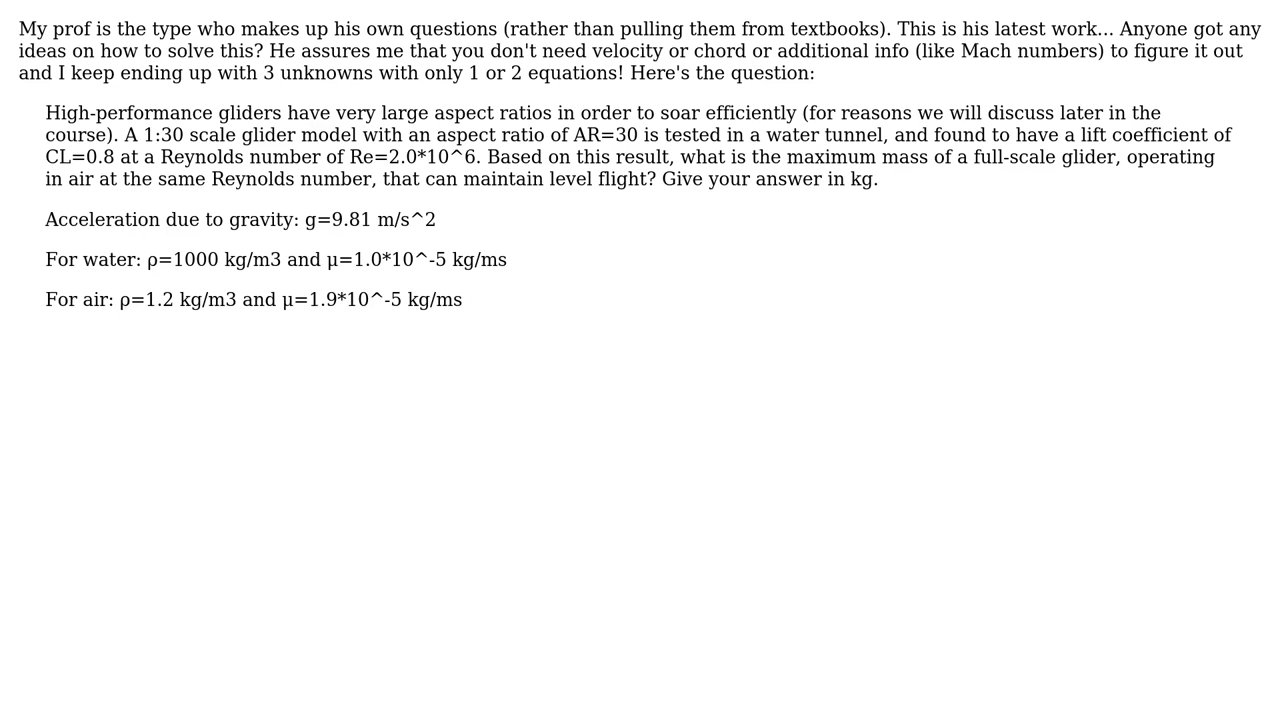 My prof is the type who makes up his own questions (rather than pulling them from textbooks). This is his latest work... Anyone got any
ideas on how to solve this? He assures me that you don't need velocity or chord or additional info (like Mach numbers) to figure it out
and I keep ending up with 3 unknowns with only 1 or 2 equations! Here's the question:
High-performance gliders have very large aspect ratios in order to soar efficiently (for reasons we will discuss later in the
course). A 1:30 scale glider model with an aspect ratio of AR=30 is tested in a water tunnel, and found to have a lift coefficient of
CL=0.8 at a Reynolds number of Re=2.0*10^6. Based on this result, what is the maximum mass of a full-scale glider, operating
in air at the same Reynolds number, that can maintain level flight? Give your answer in kg.
Acceleration due to gravity: g=9.81 m/s^2
For water: ρ=1000 kg/m3 and μ=1.0*10^-5 kg/ms
For air: ρ=1.2 kg/m3 and μ=1.9*10^-5 kg/ms